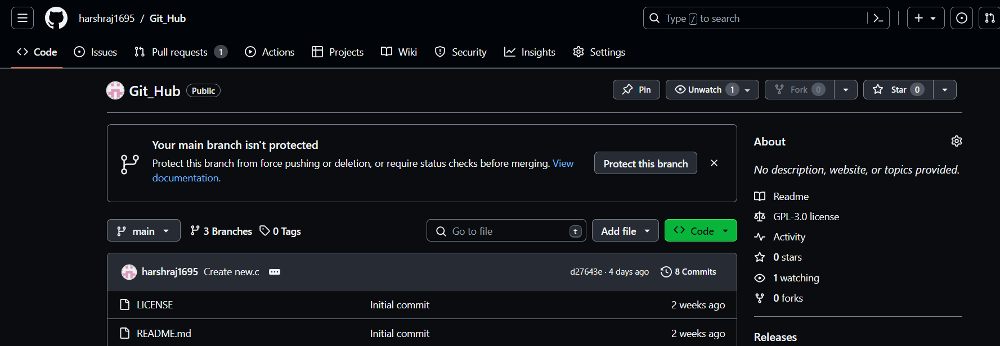 harshraj1695 / Git_Hub
Type / to search
Code Issues Pull requests 1 Actions Projects Wiki Security Insights Settings
Git_Hub Public
Pin Unwatch 1 Fork 0 Star 0
Your main branch isn't protected
Protect this branch from force pushing or deletion, or require status checks before merging. View
documentation.
Protect this branch
main 3 Branches 0 Tags
Go to file t Add file Code
harshraj1695 Create new.c d27643e · 4 days ago 8 Commits
LICENSE Initial commit 2 weeks ago
README.md Initial commit 2 weeks ago
About
No description, website, or topics provided.
Readme
GPL-3.0 license
Activity
0 stars
1 watching
0 forks
Releases